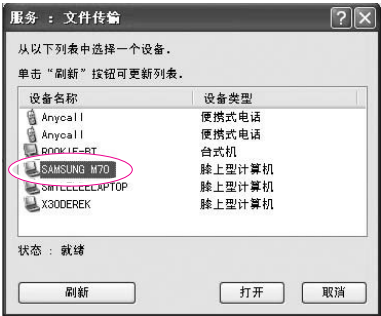 服务 : 文件传输
从以下列表中选择一个设备.
单击“刷新”按钮可更新列表.
设备名称 设备类型
Anycall 便携式电话
Anycall 便携式电话
ROOKIE-BT 台式机
SAMSUNG M70 膝上型计算机
SMILEEEELAPTOP 膝上型计算机
X30DEREK 膝上型计算机
状态 : 就绪
刷新 打开 取消